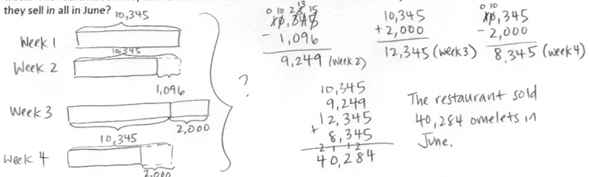 they sell in all in June?
10,345
Week 1
10,345
Week 2
1,096
Week 3
2,000
10,345
Week 4
2,000
?
0 10 2 13 15
10,345
- 1,096
9,249 (week 2)
10,345
+ 2,000
12,345 (week 3)
0 10
10,345
- 2,000
8,345 (week 4)
10,345
9,249
12,345
+ 8,345
2 1 1 2
40,284
The restaurant sold
40,284 omelets in
June.